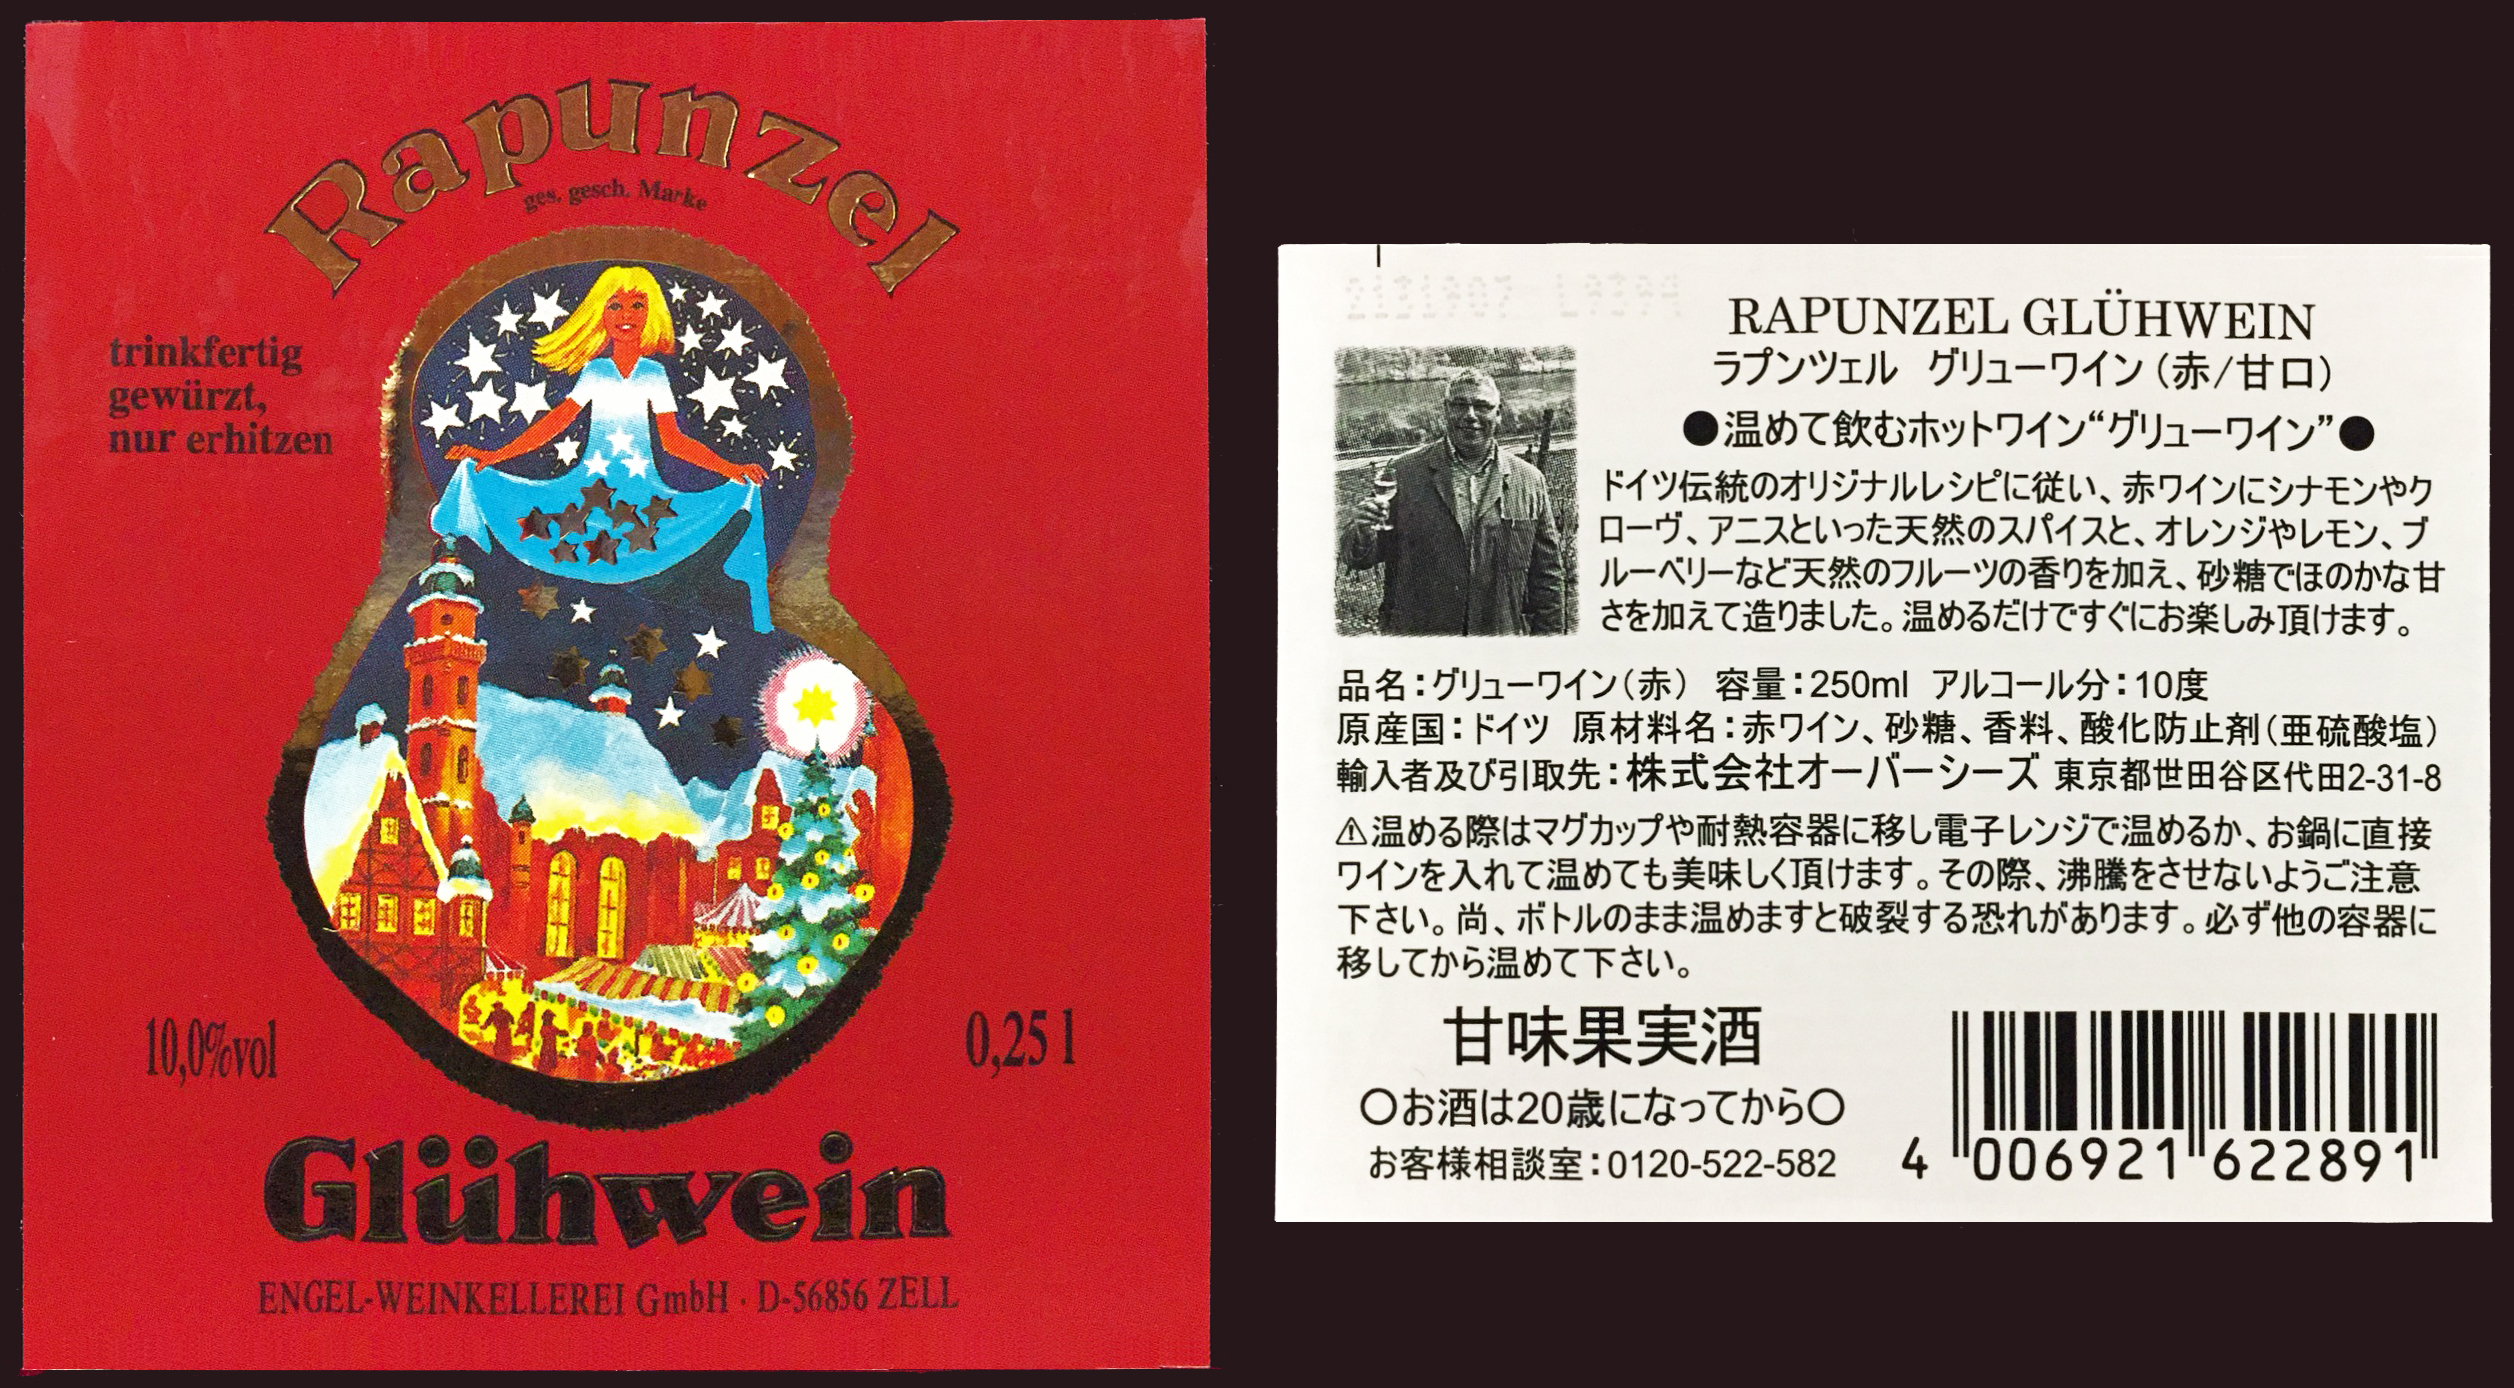 Rapunzel
ges. gesch. Marke
trinkfertig
gewürzt,
nur erhitzen
10,0%vol
0,25 l
Glühwein
ENGEL-WEINKELLEREI GmbH · D-56856 ZELL
RAPUNZEL GLÜHWEIN
ラプンツェル グリューワイン（赤/甘口）
●温めて飲むホットワイン“グリューワイン”●
ドイツ伝統のオリジナルレシピに従い、赤ワインにシナモンやク
ローヴ、アニスといった天然のスパイスと、オレンジやレモン、ブ
ルーベリーなど天然のフルーツの香りを加え、砂糖でほのかな甘
さを加えて造りました。温めるだけですぐにお楽しみ頂けます。
品名：グリューワイン（赤） 容量：250ml アルコール分：10度
原産国：ドイツ 原材料名：赤ワイン、砂糖、香料、酸化防止剤（亜硫酸塩）
輸入者及び引取先：株式会社オーバーシーズ 東京都世田谷区代田2-31-8
⚠温める際はマグカップや耐熱容器に移し電子レンジで温めるか、お鍋に直接
ワインを入れて温めても美味しく頂けます。その際、沸騰をさせないようご注意
下さい。尚、ボトルのまま温めますと破裂する恐れがあります。必ず他の容器に
移してから温めて下さい。
甘味果実酒
○お酒は20歳になってから○
お客様相談室：0120-522-582
4 006921 622891